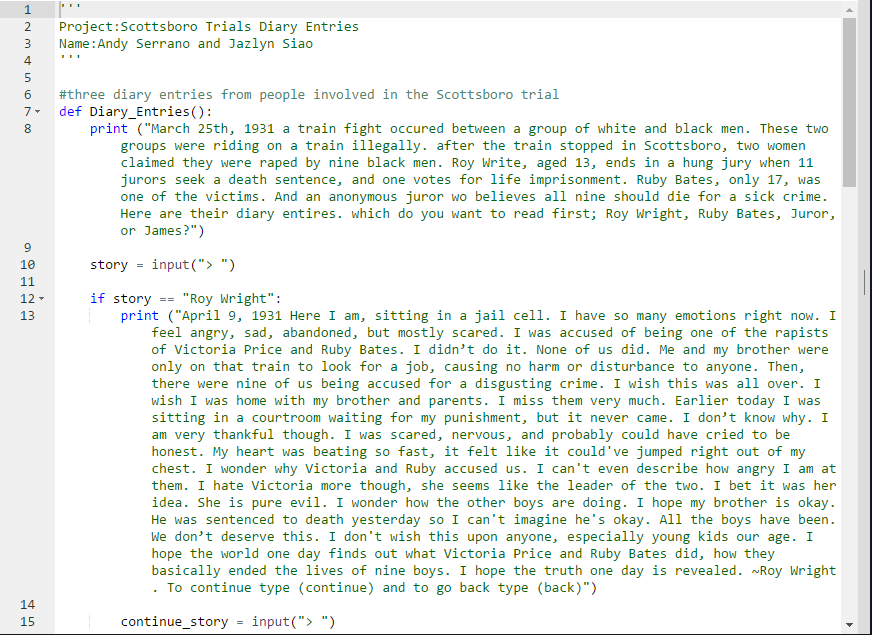 1 '''
2 Project:Scottsboro Trials Diary Entries
3 Name:Andy Serrano and Jazlyn Siao
4 '''
5
6 #three diary entries from people involved in the Scottsboro trial
7 def Diary_Entries():
8 print ("March 25th, 1931 a train fight occured between a group of white and black men. These two
groups were riding on a train illegally. after the train stopped in Scottsboro, two women
claimed they were raped by nine black men. Roy Write, aged 13, ends in a hung jury when 11
jurors seek a death sentence, and one votes for life imprisonment. Ruby Bates, only 17, was
one of the victims. And an anonymous juror wo believes all nine should die for a sick crime.
Here are their diary entires. which do you want to read first; Roy Wright, Ruby Bates, Juror,
or James?")
9
10 story = input("> ")
11
12 if story == "Roy Wright":
13 print ("April 9, 1931 Here I am, sitting in a jail cell. I have so many emotions right now. I
feel angry, sad, abandoned, but mostly scared. I was accused of being one of the rapists
of Victoria Price and Ruby Bates. I didn’t do it. None of us did. Me and my brother were
only on that train to look for a job, causing no harm or disturbance to anyone. Then,
there were nine of us being accused for a disgusting crime. I wish this was all over. I
wish I was home with my brother and parents. I miss them very much. Earlier today I was
sitting in a courtroom waiting for my punishment, but it never came. I don’t know why. I
am very thankful though. I was scared, nervous, and probably could have cried to be
honest. My heart was beating so fast, it felt like it could've jumped right out of my
chest. I wonder why Victoria and Ruby accused us. I can't even describe how angry I am at
them. I hate Victoria more though, she seems like the leader of the two. I bet it was her
idea. She is pure evil. I wonder how the other boys are doing. I hope my brother is okay.
He was sentenced to death yesterday so I can't imagine he's okay. All the boys have been.
We don’t deserve this. I don't wish this upon anyone, especially young kids our age. I
hope the world one day finds out what Victoria Price and Ruby Bates did, how they
basically ended the lives of nine boys. I hope the truth one day is revealed. ~Roy Wright
. To continue type (continue) and to go back type (back)")
14
15 continue_story = input("> ")